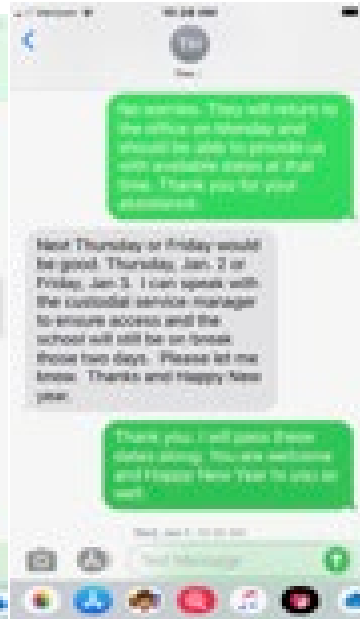 No worries. They will return to
the office on Monday and
should be able to provide us
with available dates at that
time. Thank you for your
assistance.
Next Thursday or Friday would
be good. Thursday, Jan. 2 or
Friday, Jan 3. I can speak with
the custodial service manager
to ensure access and the
school will still be on break
those two days. Please let me
know. Thanks and Happy New
year.
Thank you. I will pass these
dates along. You are welcome
and Happy New Year to you as
well.
Text Message